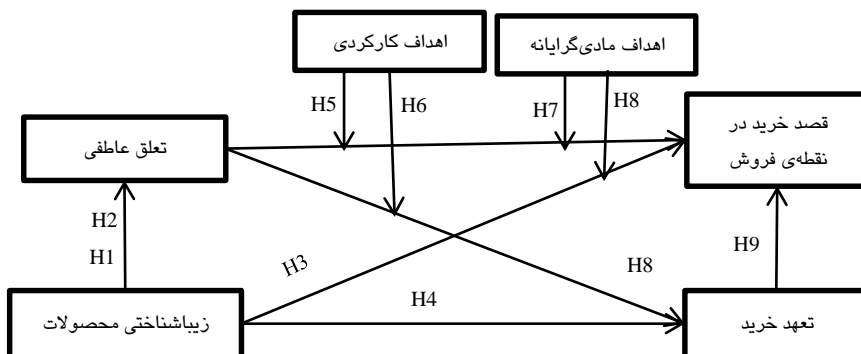 اهداف کارکردی
اهداف مادی‌گرایانه
H5
H6
H7
H8
تعلق عاطفی
قصد خرید در
نقطه‌ی فروش
H2
H1
H3
H4
H8
H9
زیباشناختی محصولات
تعهد خرید